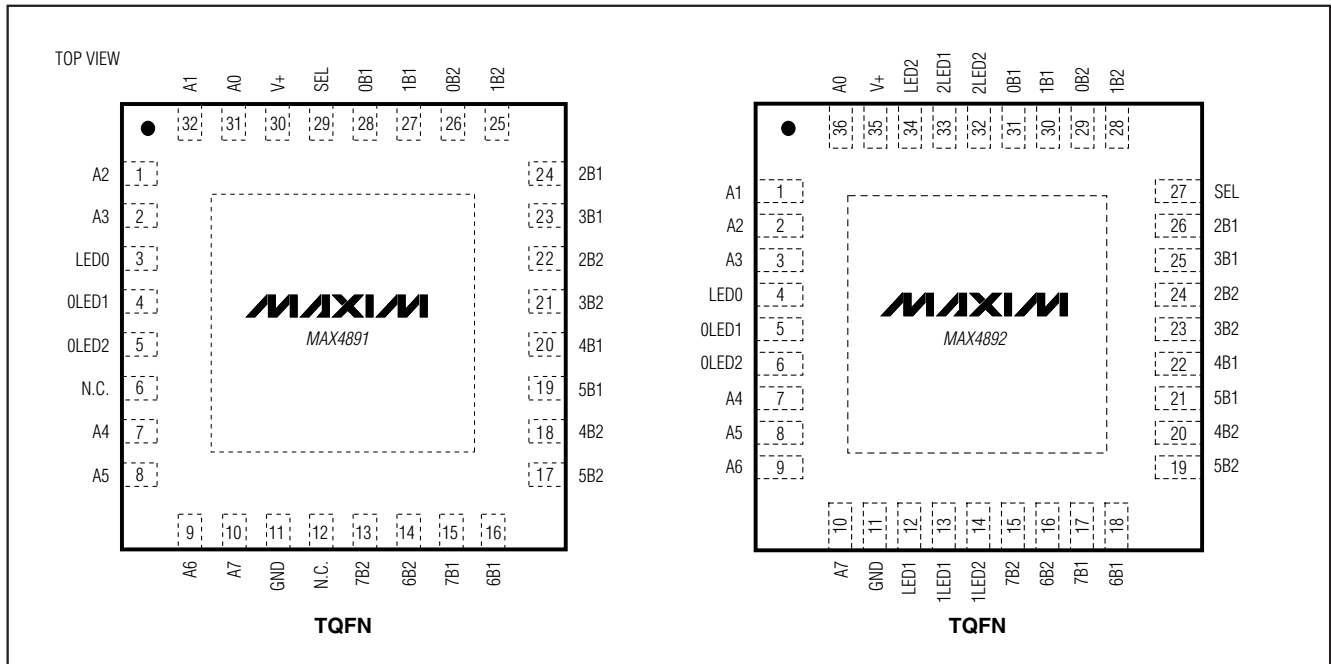 TOP VIEW
A1 A0 V+ SEL 0B1 1B1 0B2 1B2
32 31 30 29 28 27 26 25
A2 1 24 2B1
A3 2 23 3B1
LED0 3 22 2B2
0LED1 4 21 3B2
0LED2 5 20 4B1
N.C. 6 19 5B1
A4 7 18 4B2
A5 8 17 5B2
MAXIM
MAX4891
9 10 11 12 13 14 15 16
A6 A7 GND N.C. 7B2 6B2 7B1 6B1
TQFN
A0 V+ LED2 2LED1 2LED2 0B1 1B1 0B2 1B2
36 35 34 33 32 31 30 29 28
A1 1 27 SEL
A2 2 26 2B1
A3 3 25 3B1
LED0 4 24 2B2
0LED1 5 23 3B2
0LED2 6 22 4B1
A4 7 21 5B1
A5 8 20 4B2
A6 9 19 5B2
MAXIM
MAX4892
10 11 12 13 14 15 16 17 18
A7 GND LED1 1LED1 1LED2 7B2 6B2 7B1 6B1
TQFN